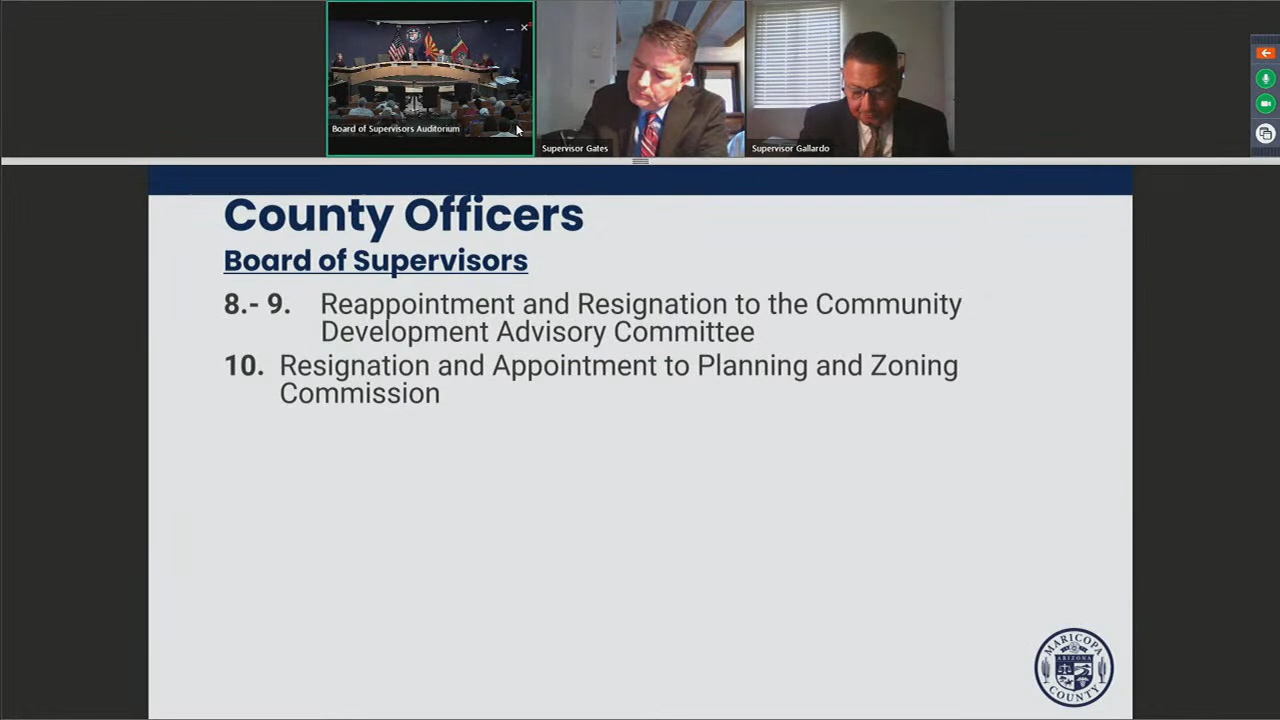 Board of Supervisors Auditorium
Supervisor Gates
Supervisor Gallardo
County Officers
Board of Supervisors
8.- 9. Reappointment and Resignation to the Community
Development Advisory Committee
10. Resignation and Appointment to Planning and Zoning
Commission
MARICOPA
ARIZONA
COUNTY